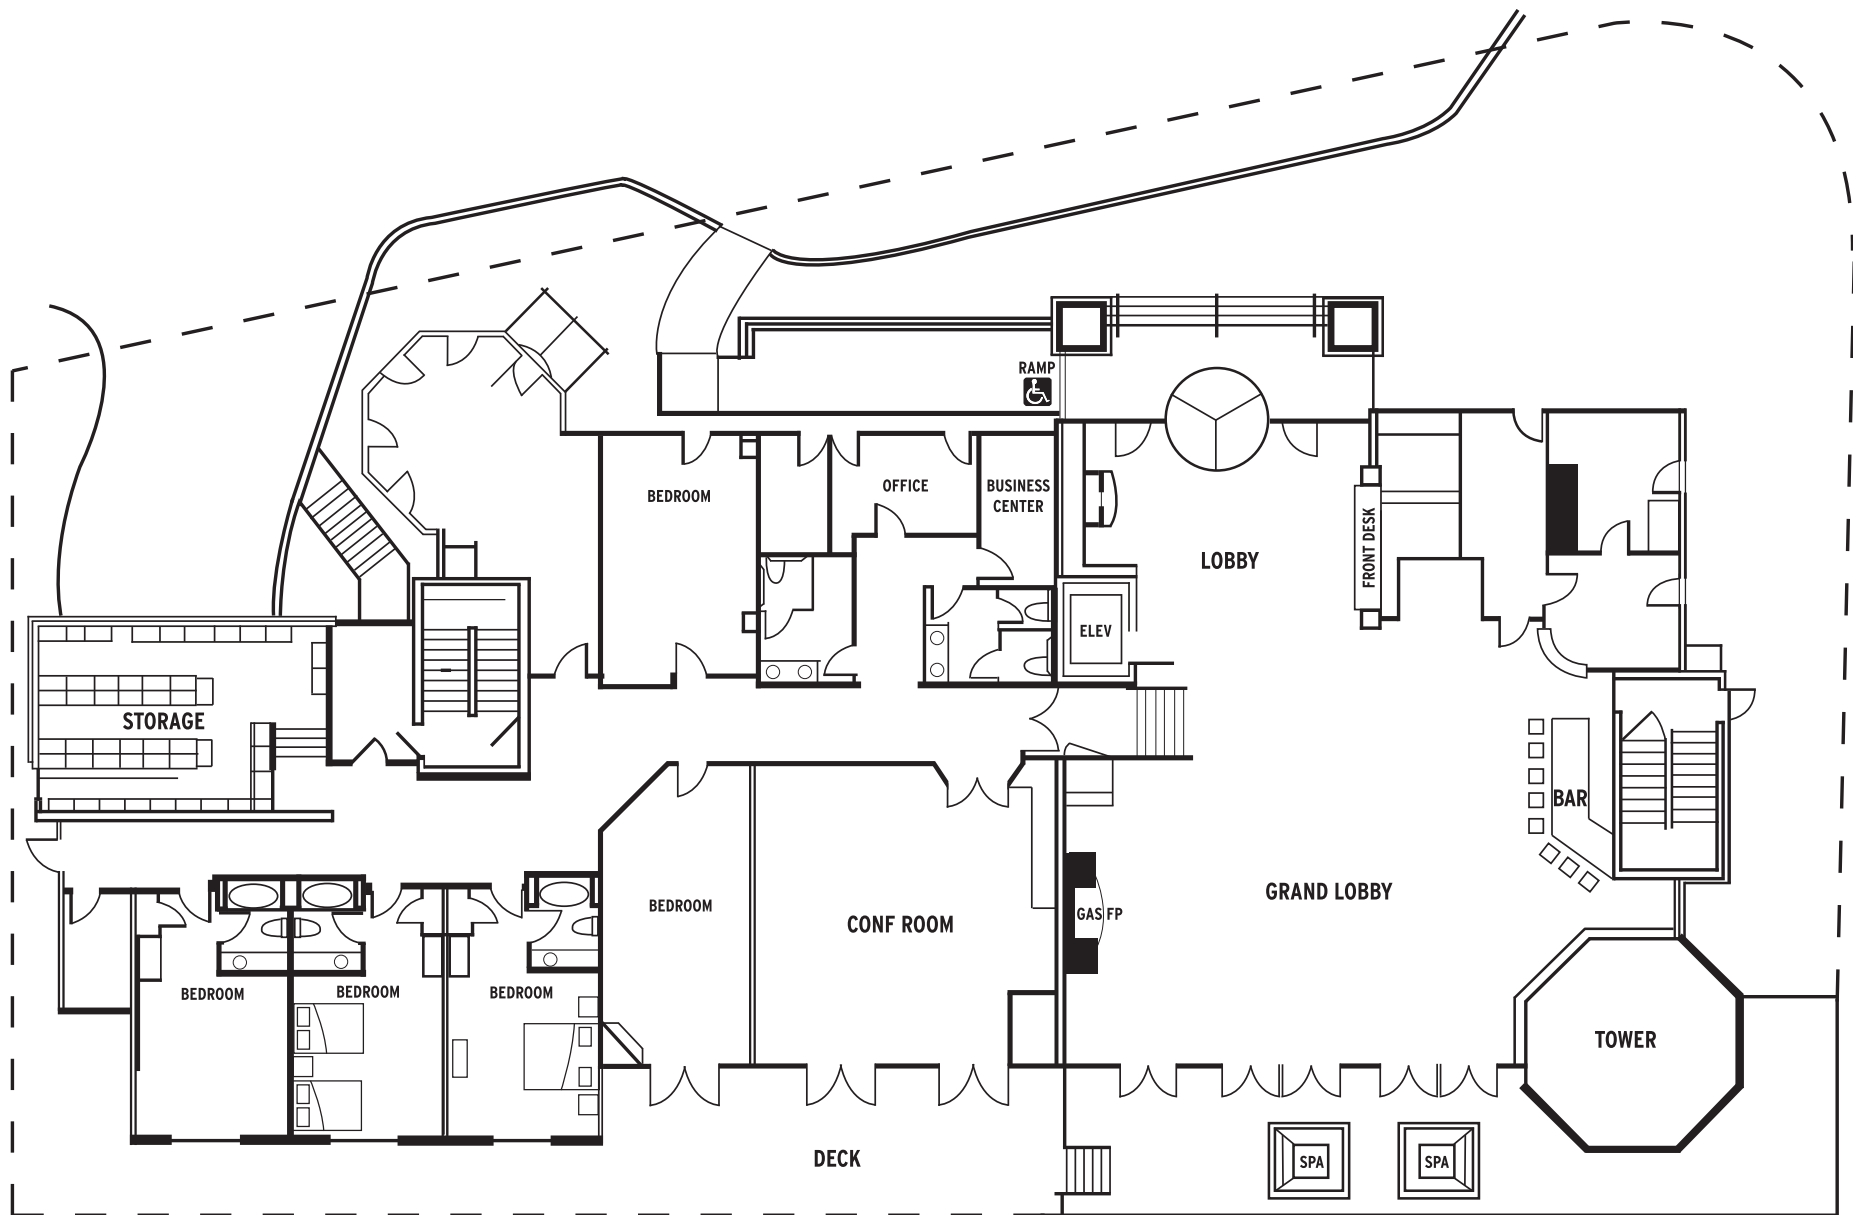 RAMP
OFFICE
BUSINESS
CENTER
BEDROOM
FRONT DESK
LOBBY
ELEV
STORAGE
BAR
GRAND LOBBY
BEDROOM
GAS FP
CONF ROOM
BEDROOM
BEDROOM
BEDROOM
TOWER
DECK
SPA
SPA